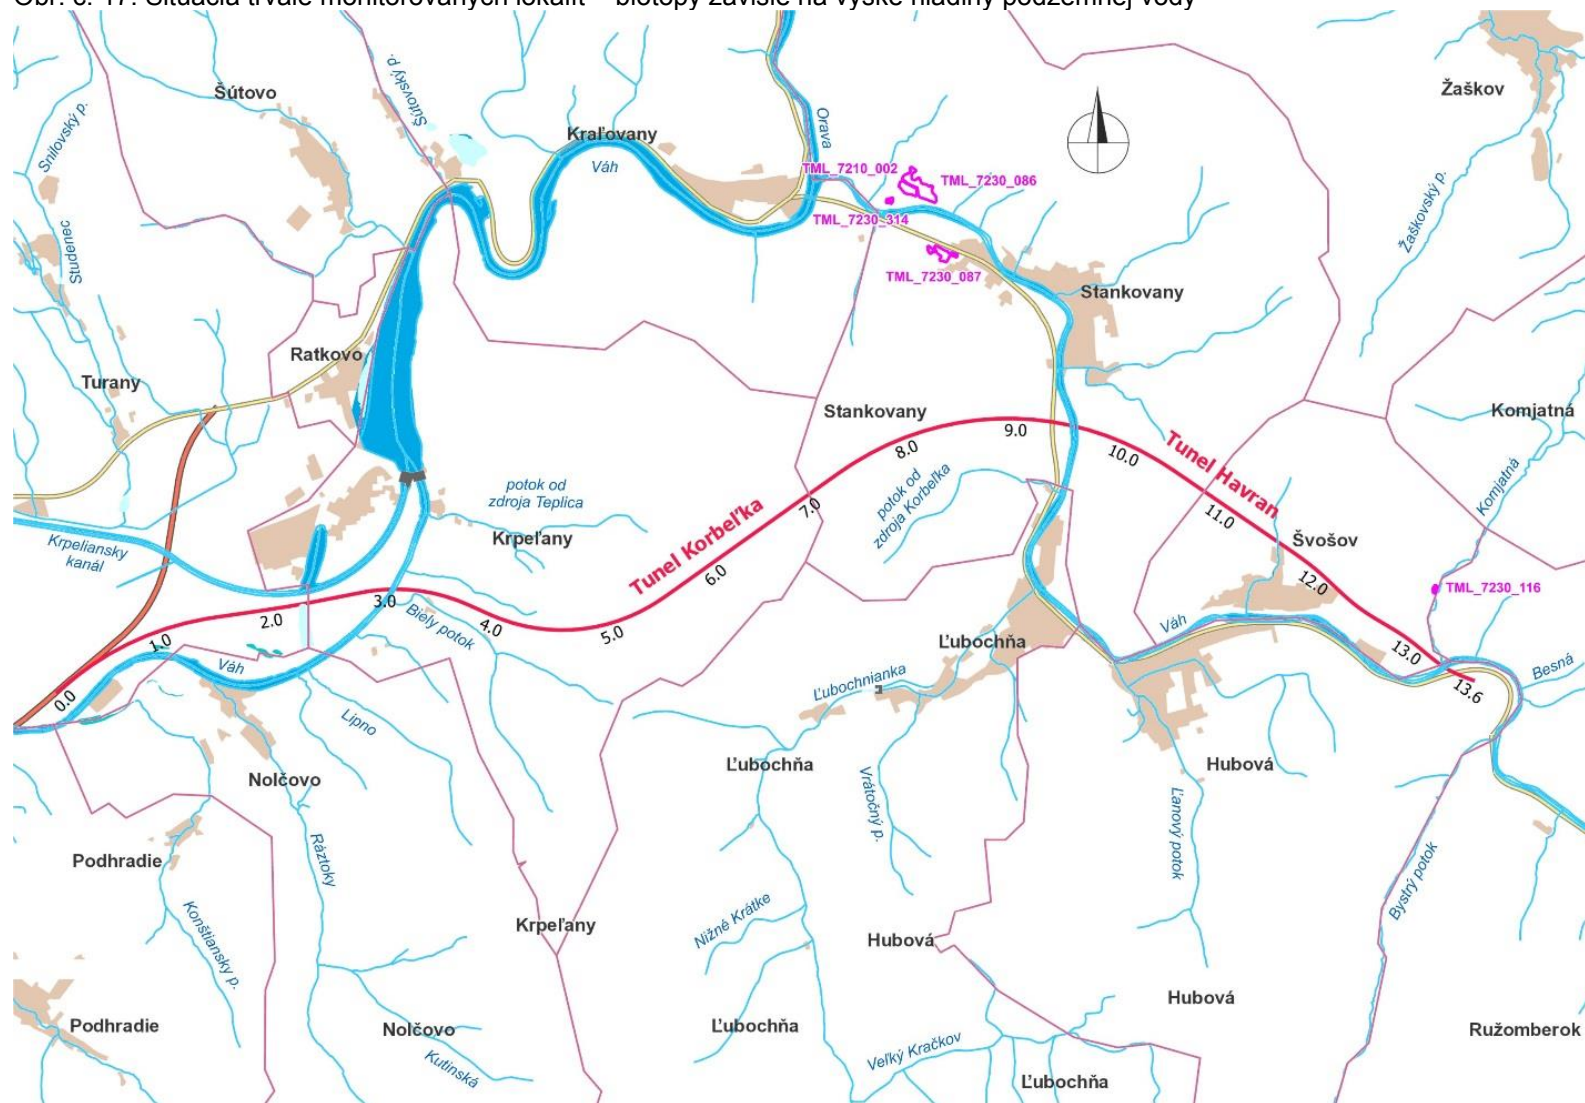 Obr. č. 17: Situácia trvale monitorovaných lokalít – biotopy závislé na výške hladiny podzemnej vody
Šútovo
Šútovský p.
Žaškov
Snilovský p.
Kraľovany
Váh
Orava
TML_7210_002
TML_7230_086
TML_7230_314
Žaškovský p.
Studenec
TML_7230_087
Stankovany
Ratkovo
Turany
Stankovany
Komjatná
8.0
9.0
10.0
Tunel Havran
potok od
zdroja Teplica
potok od
zdroja Korbeľka
Komjatná
7.0
11.0
Krpeliansky
kanál
Krpeľany
Tunel Korbeľka
Švošov
6.0
12.0
TML_7230_116
3.0
Biely potok
2.0
4.0
5.0
1.0
Váh
Ľubochňa
13.0
Váh
Besná
0.0
Ľubochnianka
13.6
Lipno
Nolčovo
Ľubochňa
Hubová
Vrátočný p.
Ľanový potok
Ráztoky
Podhradie
Bystrý potok
Konštiansky p.
Krpeľany
Nižné Krátke
Hubová
Hubová
Podhradie
Nolčovo
Ľubochňa
Ružomberok
Kutinská
Veľký Kračkov
Ľubochňa